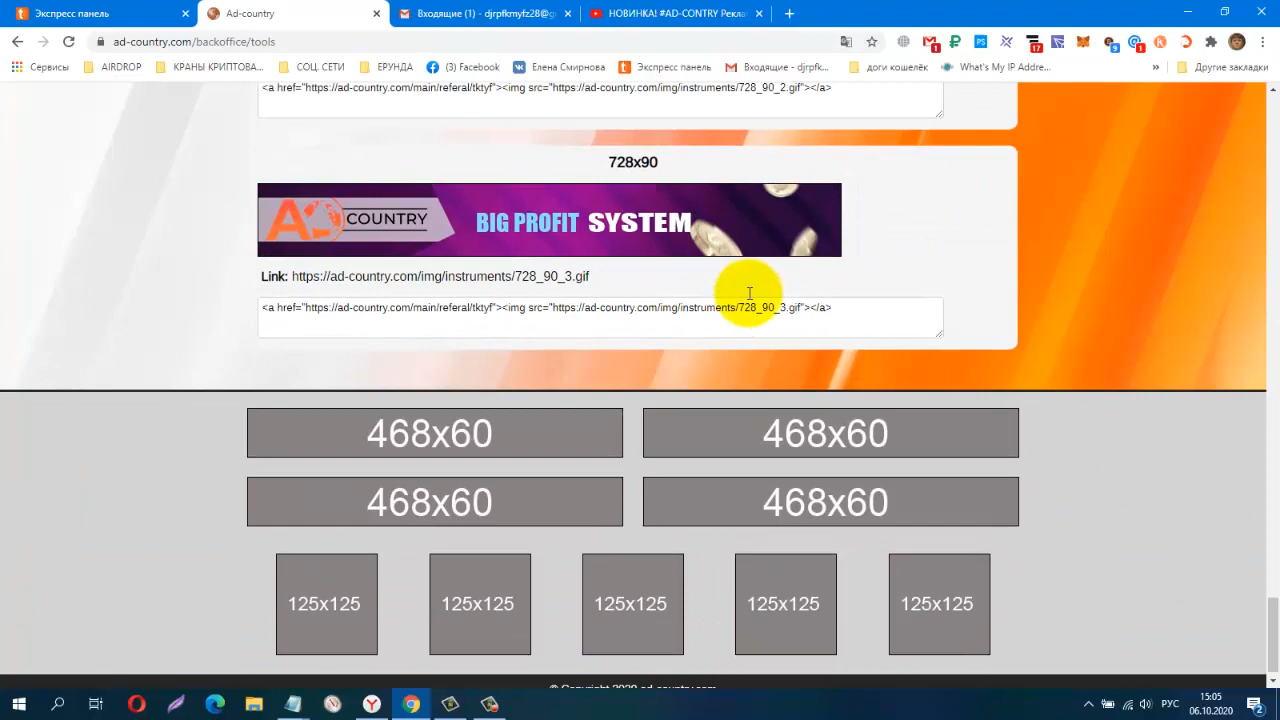 Экспресс панель
Ad-country
Входящие (1) - djrpfkmyfz28@g
НОВИНКА! #AD-CONTRY Рекла
ad-country.com/backoffice/tools
Сервисы
AIRDROP
КРАНЫ КРИПТОВА...
СОЦ. СЕТИ
ЕРУНДА
(3) Facebook
Елена Смирнова
Экспресс панель
Входящие - djrpfk...
доги кошелёк
What's My IP Addre...
»
Другие закладки
<a href="https://ad-country.com/main/referal/tktyf"><img src="https://ad-country.com/img/instruments/728_90_2.gif"></a>
728x90
AD COUNTRY
BIG PROFIT SYSTEM
Link: https://ad-country.com/img/instruments/728_90_3.gif
<a href="https://ad-country.com/main/referal/tktyf"><img src="https://ad-country.com/img/instruments/728_90_3.gif"></a>
468x60 468x60
468x60 468x60
125x125 125x125 125x125 125x125 125x125
РУС
15:05
06.10.2020